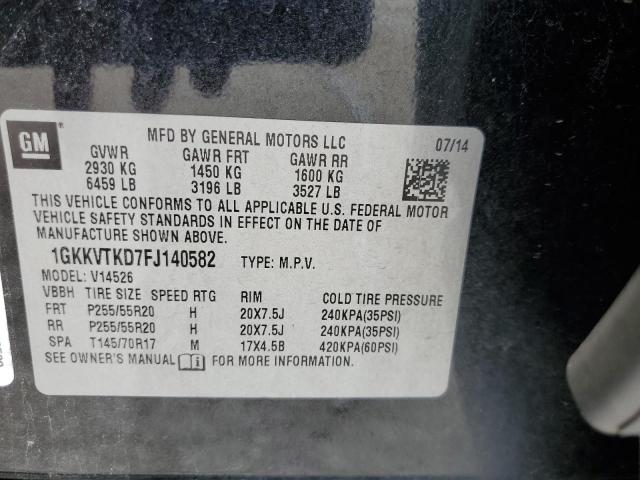 GM
MFD BY GENERAL MOTORS LLC 07/14
GVWR GAWR FRT GAWR RR
2930 KG 1450 KG 1600 KG
6459 LB 3196 LB 3527 LB
THIS VEHICLE CONFORMS TO ALL APPLICABLE U.S. FEDERAL MOTOR
VEHICLE SAFETY STANDARDS IN EFFECT ON THE DATE OF
MANUFACTURE SHOWN ABOVE.
1GKKVTKD7FJ140582 TYPE: M.P.V.
MODEL: V14526
VBBH TIRE SIZE SPEED RTG RIM COLD TIRE PRESSURE
FRT P255/55R20 H 20X7.5J 240KPA(35PSI)
RR P255/55R20 H 20X7.5J 240KPA(35PSI)
SPA T145/70R17 M 17X4.5B 420KPA(60PSI)
SEE OWNER'S MANUAL FOR MORE INFORMATION.